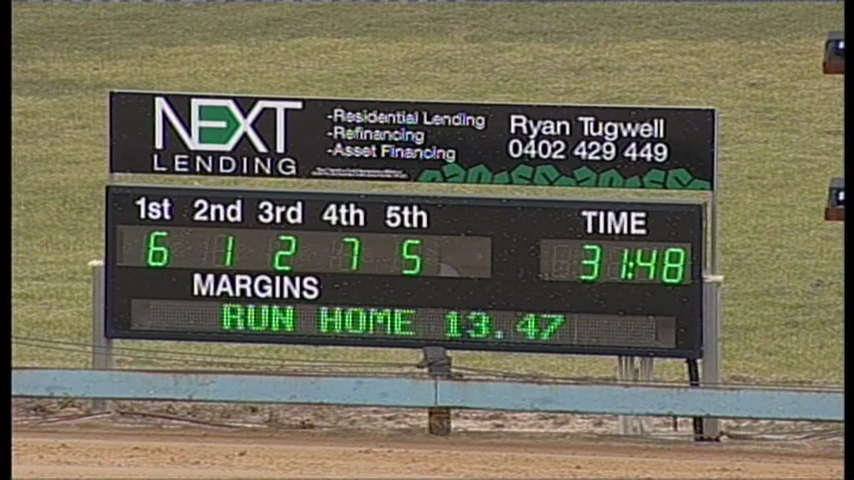 NEXT
LENDING
-Residential Lending
-Refinancing
-Asset Financing
Ryan Tugwell
0402 429 449
1st 2nd 3rd 4th 5th TIME
6 1 2 7 5 31:48
MARGINS
RUN HOME 13.47